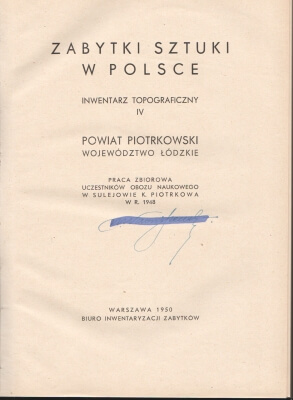 ZABYTKI SZTUKI
W POLSCE
INWENTARZ TOPOGRAFICZNY
IV
POWIAT PIOTRKOWSKI
WOJEWÓDZTWO ŁÓDZKIE
PRACA ZBIOROWA
UCZESTNIKÓW OBOZU NAUKOWEGO
W SULEJOWIE K. PIOTRKOWA
W R. 1948
WARSZAWA 1950
BIURO INWENTARYZACJI ZABYTKÓW